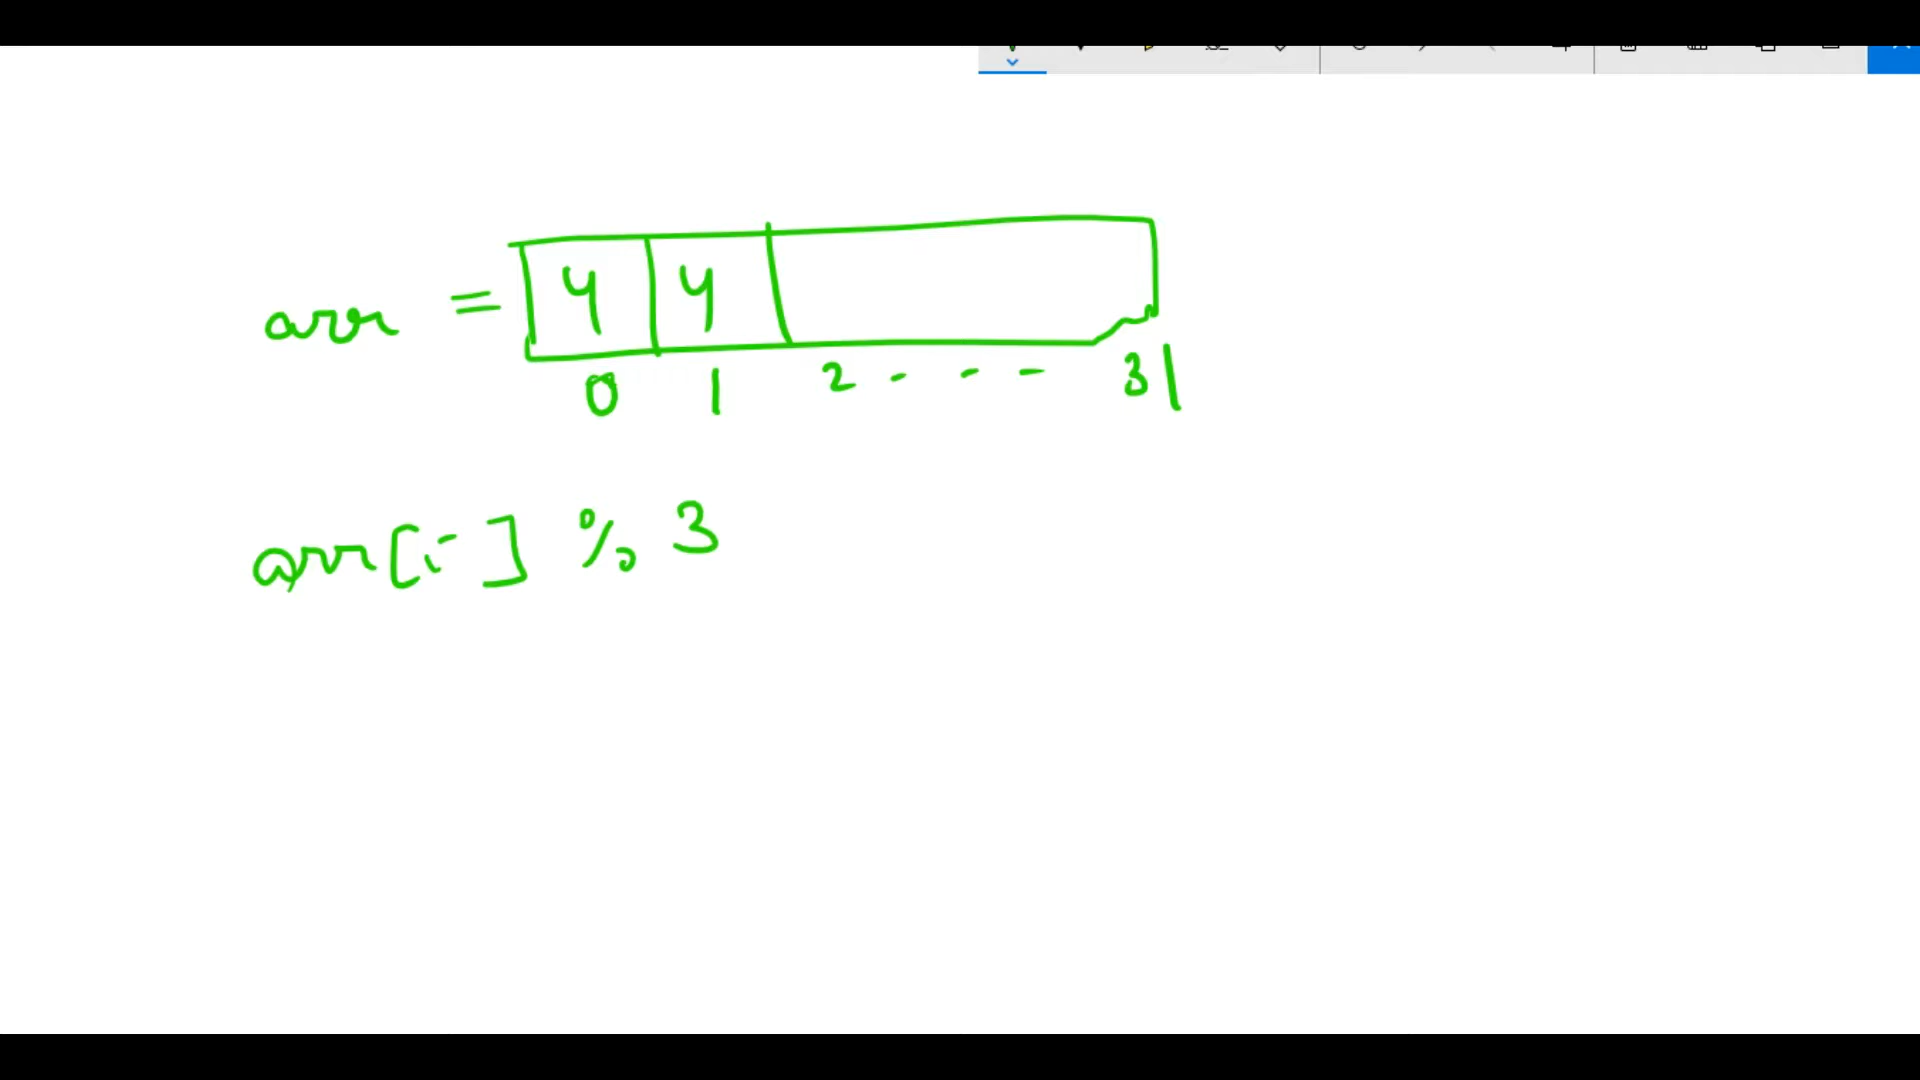 arr = 4 4
0 1 2 - - - 31
arr[i] % 3